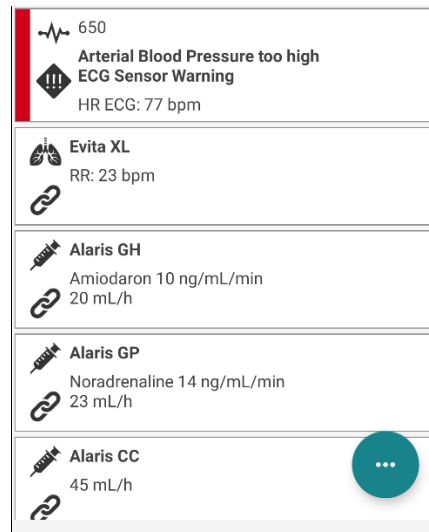 650
Arterial Blood Pressure too high
ECG Sensor Warning
HR ECG: 77 bpm
Evita XL
RR: 23 bpm
Alaris GH
Amiodaron 10 ng/mL/min
20 mL/h
Alaris GP
Noradrenaline 14 ng/mL/min
23 mL/h
Alaris CC
45 mL/h